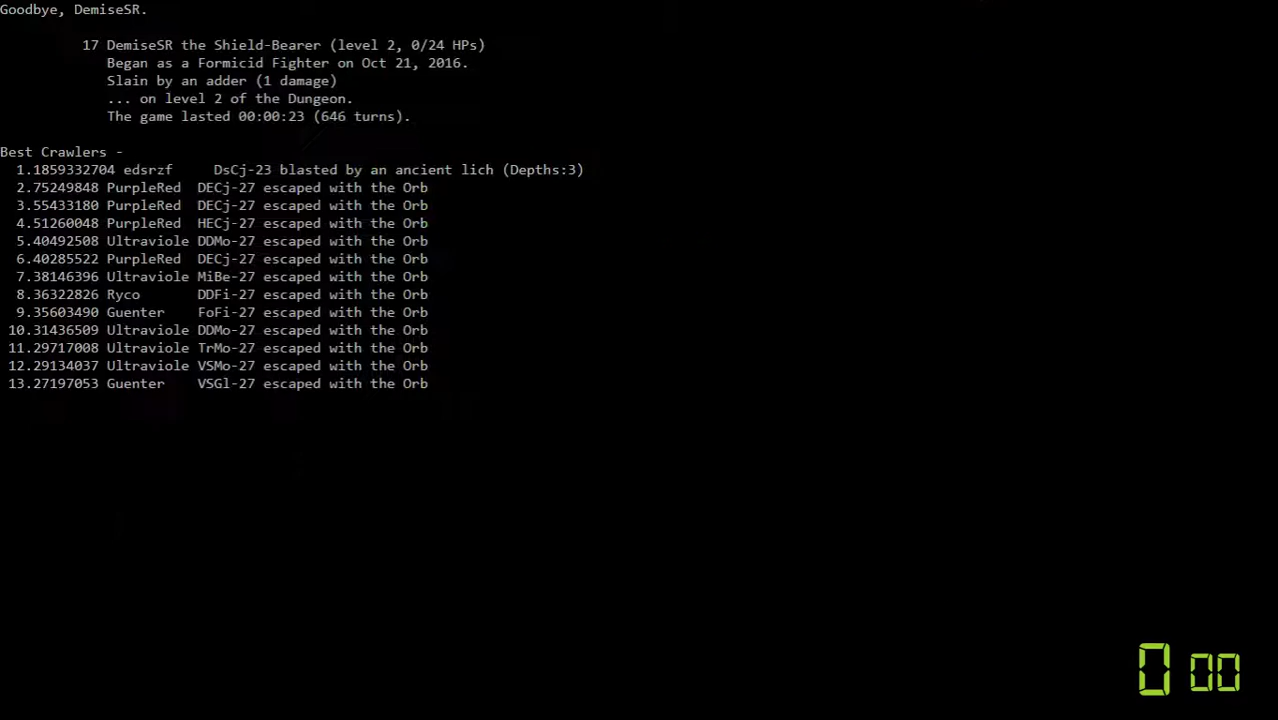 Goodbye, DemiseSR.
17 DemiseSR the Shield-Bearer (level 2, 0/24 HPs)
Began as a Formicid Fighter on Oct 21, 2016.
Slain by an adder (1 damage)
... on level 2 of the Dungeon.
The game lasted 00:00:23 (646 turns).
Best Crawlers -
1.1859332704 edsrzf DsCj-23 blasted by an ancient lich (Depths:3)
2.75249848 PurpleRed DECj-27 escaped with the Orb
3.55433180 PurpleRed DECj-27 escaped with the Orb
4.51260048 PurpleRed HECj-27 escaped with the Orb
5.40492508 Ultraviole DDMo-27 escaped with the Orb
6.40285522 PurpleRed DECj-27 escaped with the Orb
7.38146396 Ultraviole MiBe-27 escaped with the Orb
8.36322826 Ryco DDFi-27 escaped with the Orb
9.35603490 Guenter FoFi-27 escaped with the Orb
10.31436509 Ultraviole DDMo-27 escaped with the Orb
11.29717008 Ultraviole TrMo-27 escaped with the Orb
12.29134037 Ultraviole VSMo-27 escaped with the Orb
13.27197053 Guenter VSGl-27 escaped with the Orb
0 00